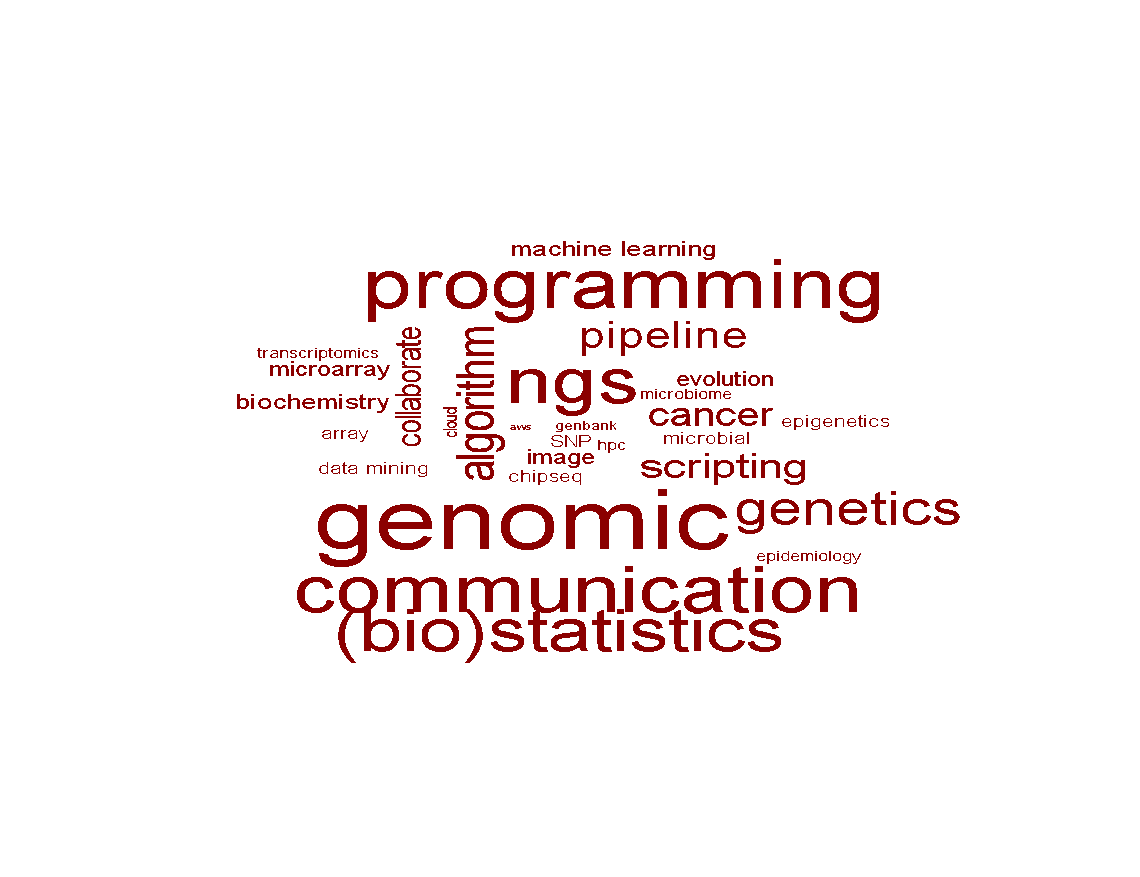 machine learning
programming
pipeline
collaborate
algorithm
transcriptomics
microarray
ngs
evolution
microbiome
biochemistry
cloud
cancer
epigenetics
aws
genbank
array
SNP
hpc
microbial
image
data mining
chipseq
scripting
genomic
genetics
epidemiology
communication
(bio)statistics